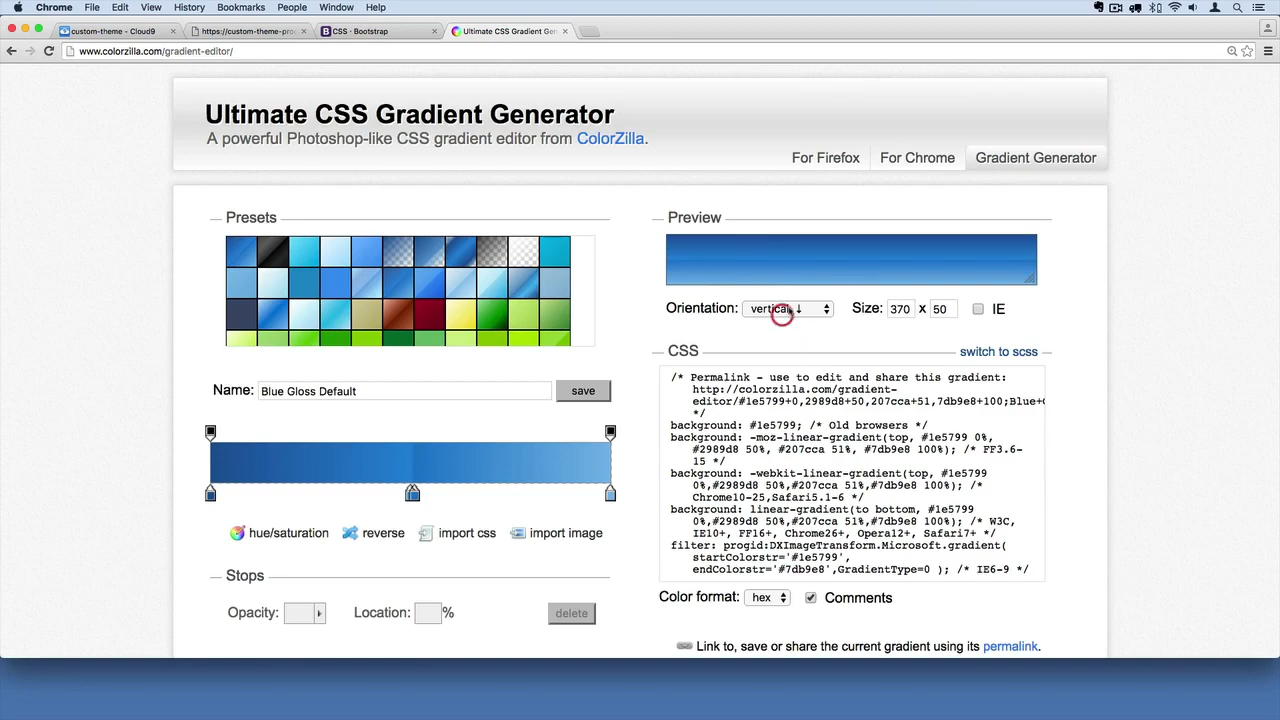 Chrome File Edit View History Bookmarks People Window Help
custom-theme - Cloud9
https://custom-theme-pro
CSS · Bootstrap
Ultimate CSS Gradient Gen
www.colorzilla.com/gradient-editor/
Ultimate CSS Gradient Generator
A powerful Photoshop-like CSS gradient editor from ColorZilla.
For Firefox For Chrome Gradient Generator
Presets
Name: Blue Gloss Default save
hue/saturation reverse import css import image
Stops
Opacity: Location: % delete
Preview
Orientation: vertical ↓ Size: 370 x 50 IE
CSS switch to scss
/* Permalink - use to edit and share this gradient:
http://colorzilla.com/gradient-
editor/#1e5799+0,2989d8+50,207cca+51,7db9e8+100;Blue+
*/
background: #1e5799; /* Old browsers */
background: -moz-linear-gradient(top, #1e5799 0%,
#2989d8 50%, #207cca 51%, #7db9e8 100%); /* FF3.6-
15 */
background: -webkit-linear-gradient(top, #1e5799
0%,#2989d8 50%,#207cca 51%,#7db9e8 100%); /*
Chrome10-25,Safari5.1-6 */
background: linear-gradient(to bottom, #1e5799
0%,#2989d8 50%,#207cca 51%,#7db9e8 100%); /* W3C,
IE10+, FF16+, Chrome26+, Opera12+, Safari7+ */
filter: progid:DXImageTransform.Microsoft.gradient(
startColorstr='#1e5799',
endColorstr='#7db9e8',GradientType=0 ); /* IE6-9 */
Color format: hex Comments
Link to, save or share the current gradient using its permalink.